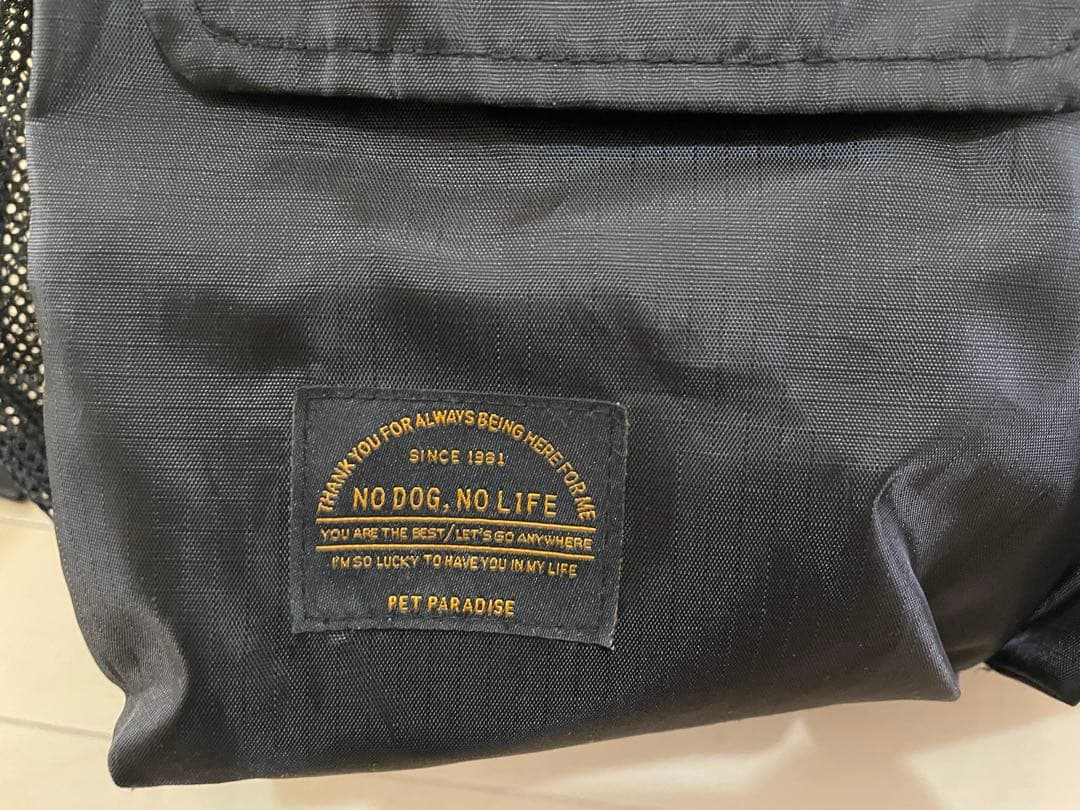 THANK YOU FOR ALWAYS BEING HERE FOR ME
SINCE 1981
NO DOG, NO LIFE
YOU ARE THE BEST/LET'S GO ANYWHERE
I'M SO LUCKY TO HAVE YOU IN MY LIFE
PET PARADISE